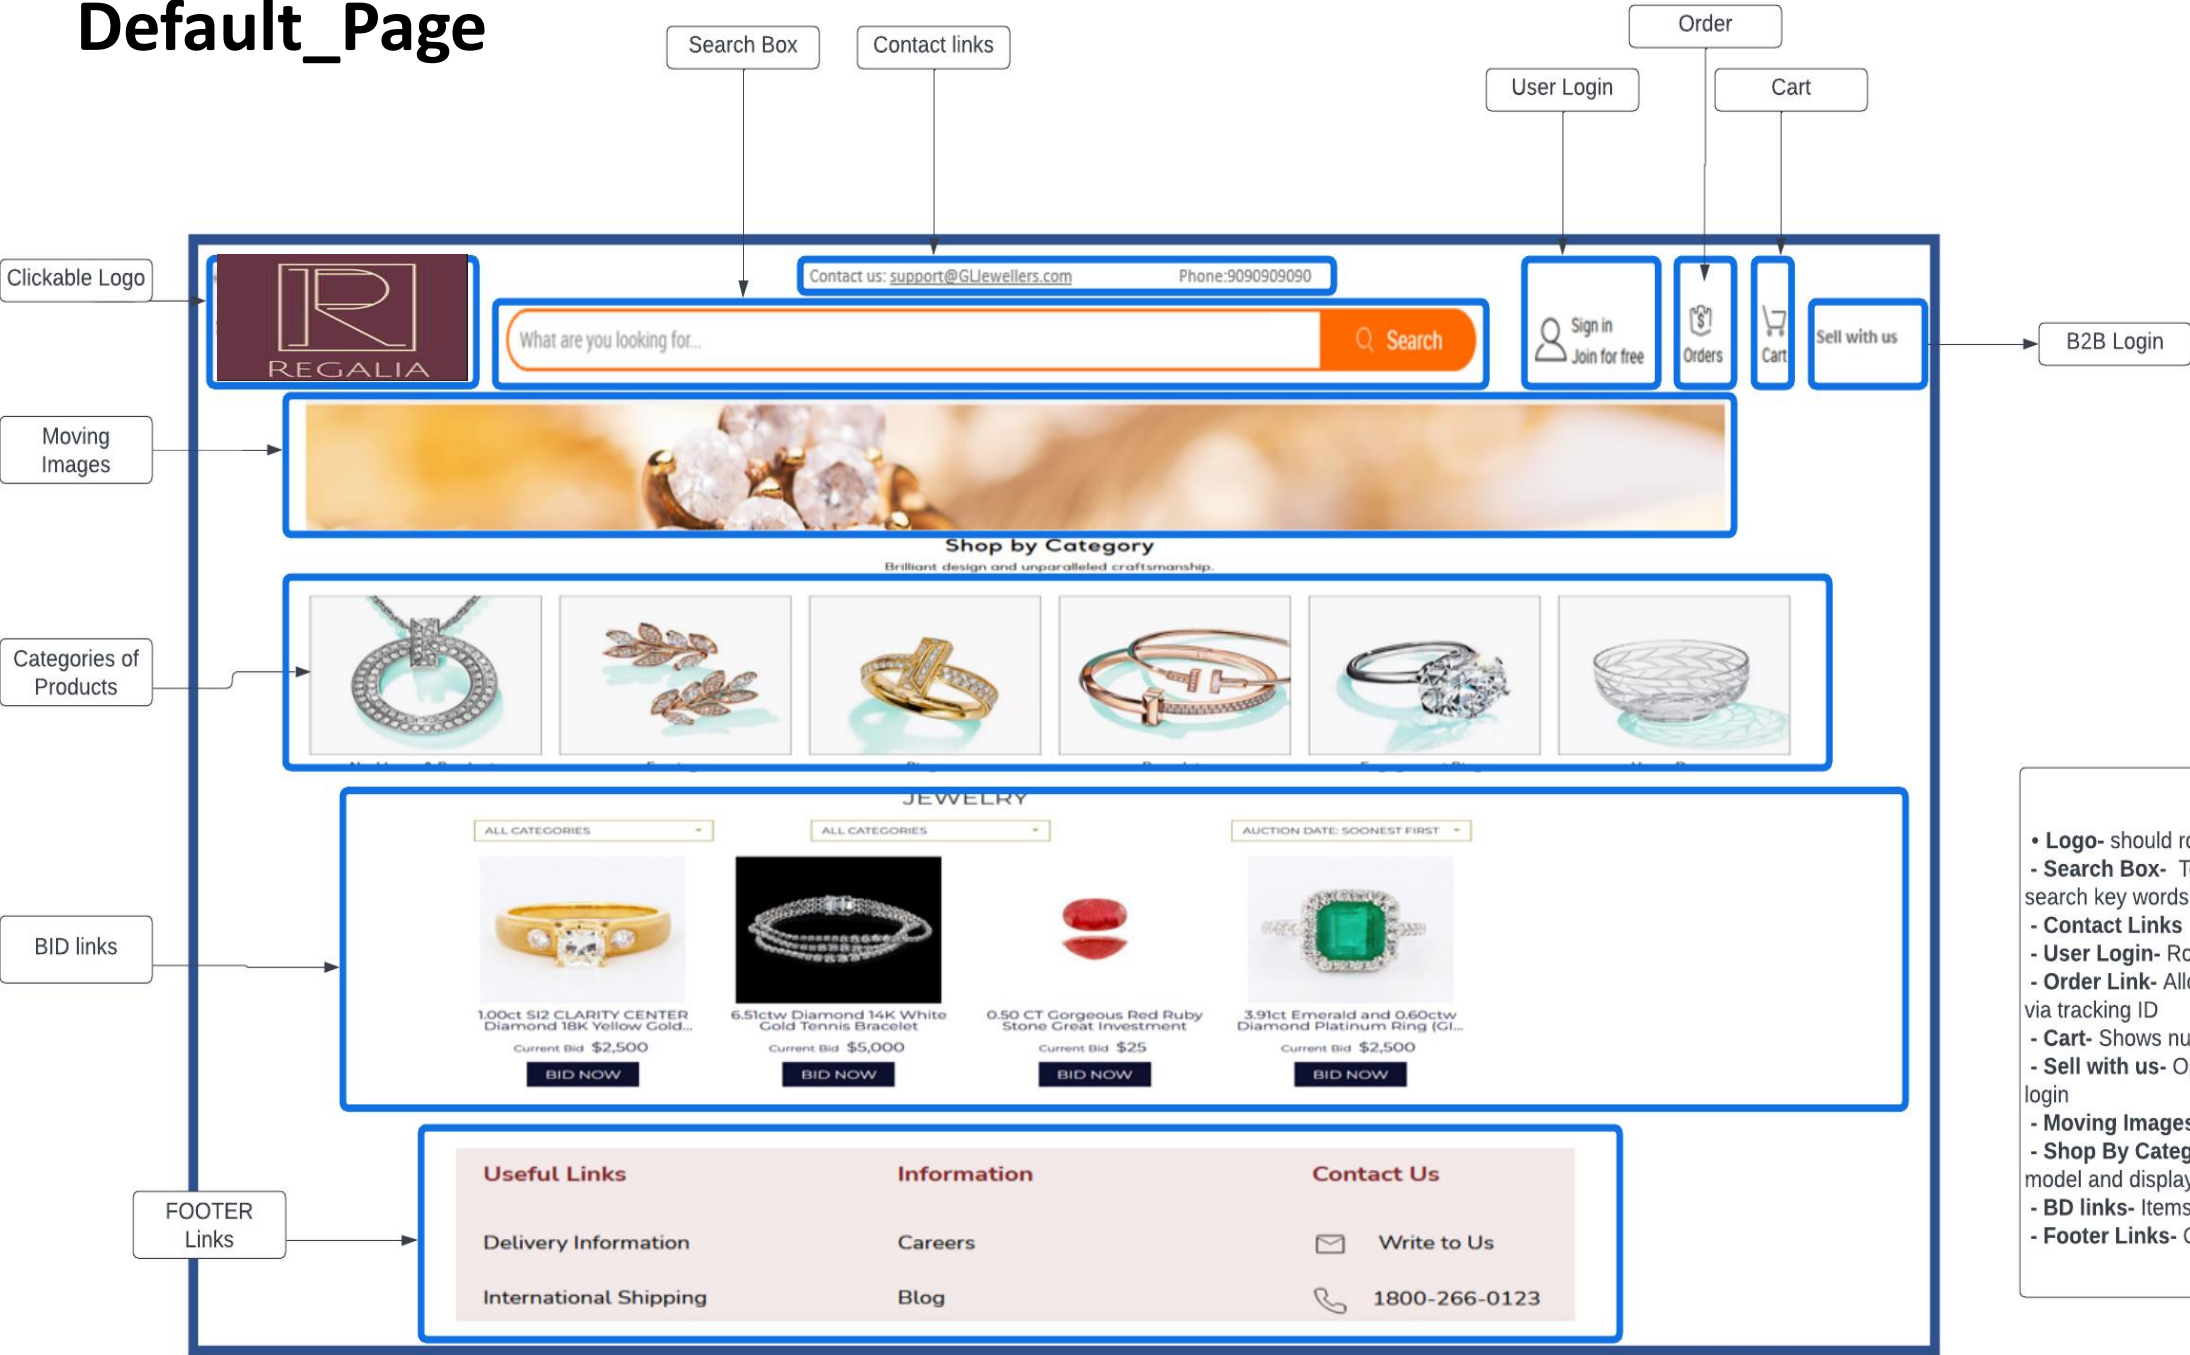 Default_Page
Search Box
Contact links
Order
User Login
Cart
Clickable Logo
REGALIA
Contact us: support@GLJewellers.com
Phone:9090909090
What are you looking for...
Search
Sign in
Join for free
Orders
Cart
Sell with us
B2B Login
Moving
Images
Shop by Category
Brilliant design and unparalleled craftsmanship.
Categories of
Products
JEWELRY
ALL CATEGORIES
ALL CATEGORIES
AUCTION DATE: SOONEST FIRST
BID links
1.00ct SI2 CLARITY CENTER
Diamond 18K Yellow Gold...
Current Bid $2,500
BID NOW
6.51ctw Diamond 14K White
Gold Tennis Bracelet
Current Bid $5,000
BID NOW
0.50 CT Gorgeous Red Ruby
Stone Great Investment
Current Bid $25
BID NOW
3.91ct Emerald and 0.60ctw
Diamond Platinum Ring (GI...
Current Bid $2,500
BID NOW
FOOTER
Links
Useful Links
Delivery Information
International Shipping
Information
Careers
Blog
Contact Us
Write to Us
1800-266-0123
• Logo- should
- Search Box-
search key words
- Contact Links
- User Login-
- Order Link-
via tracking ID
- Cart- Shows
- Sell with us-
login
- Moving Images
- Shop By
model and display
- BD links- Items
- Footer Links-